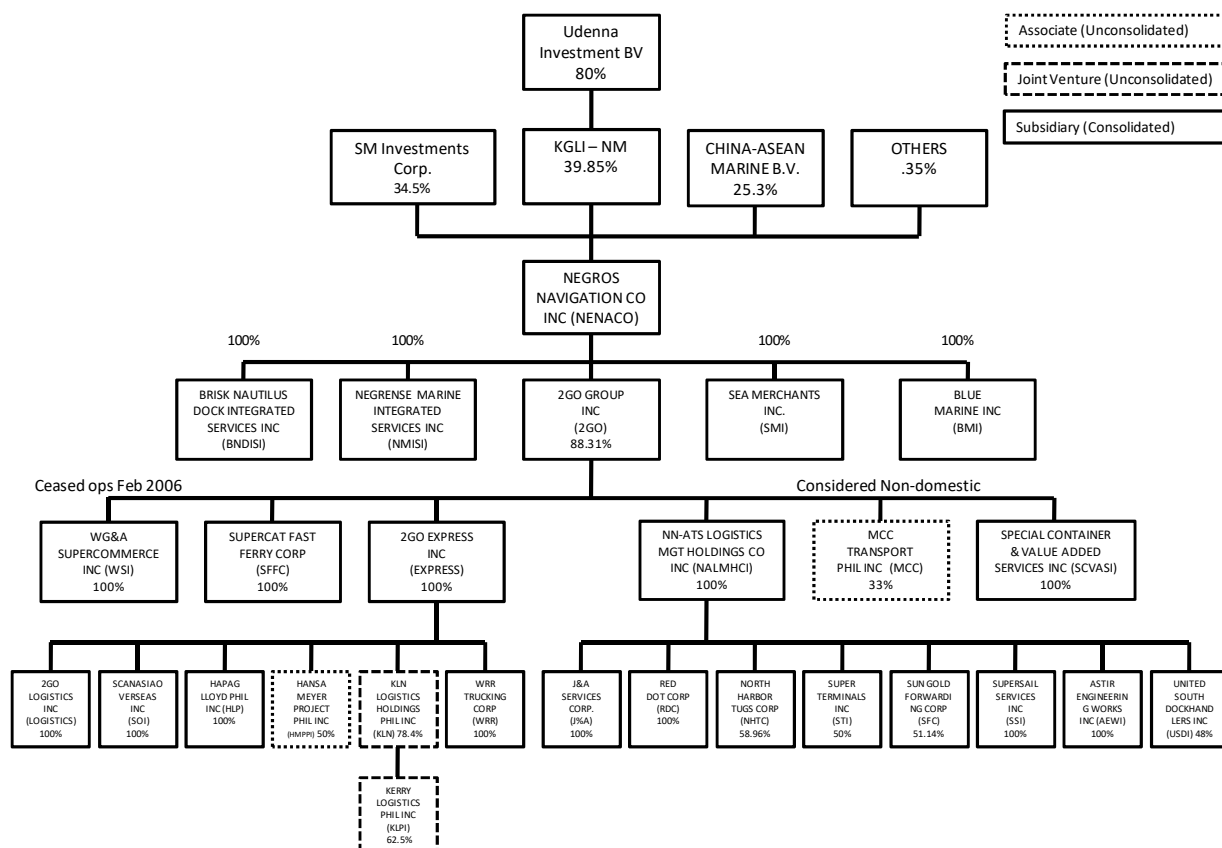 Udenna
Investment BV
80%
Associate (Unconsolidated)
Joint Venture (Unconsolidated)
Subsidiary (Consolidated)
SM Investments
Corp.
34.5%
KGLI – NM
39.85%
CHINA-ASEAN
MARINE B.V.
25.3%
OTHERS
.35%
NEGROS
NAVIGATION CO
INC (NENACO)
100%
100%
100%
100%
BRISK NAUTILUS
DOCK INTEGRATED
SERVICES INC
(BNDISI)
NEGRENSE MARINE
INTEGRATED
SERVICES INC
(NMISI)
2GO GROUP
INC
(2GO)
88.31%
SEA MERCHANTS
INC.
(SMI)
BLUE
MARINE INC
(BMI)
Ceased ops Feb 2006
Considered Non-domestic
WG&A
SUPERCOMMERCE
INC (WSI)
100%
SUPERCAT FAST
FERRY CORP
(SFFC)
100%
2GO EXPRESS
INC
(EXPRESS)
100%
NN-ATS LOGISTICS
MGT HOLDINGS CO
INC (NALMHCI)
100%
MCC
TRANSPORT
PHIL INC (MCC)
33%
SPECIAL CONTAINER
& VALUE ADDED
SERVICES INC (SCVASI)
100%
2GO
LOGISTICS
INC
(LOGISTICS)
100%
SCANASIAO
VERSEAS
INC
(SOI)
100%
HAPAG
LLOYD PHIL
INC (HLP)
100%
HANSA
MEYER
PROJECT
PHIL INC
(HMPPI) 50%
KLN
LOGISTICS
HOLDINGS
PHIL INC
(KLN) 78.4%
WRR
TRUCKING
CORP
(WRR)
100%
J&A
SERVICES
CORP.
(J%A)
100%
RED
DOT CORP
(RDC)
100%
NORTH
HARBOR
TUGS CORP
(NHTC)
58.96%
SUPER
TERMINALS
INC
(STI)
50%
SUNGOLD
FORWARDI
NG CORP
(SFC)
51.14%
SUPERSAIL
SERVICES
INC
(SSI)
100%
ASTIR
ENGINEERIN
G WORKS
INC (AEWI)
100%
UNITED
SOUTH
DOCKHAND
LERS INC
(USDI) 48%
KERRY
LOGISTICS
PHIL INC
(KLPI)
62.5%